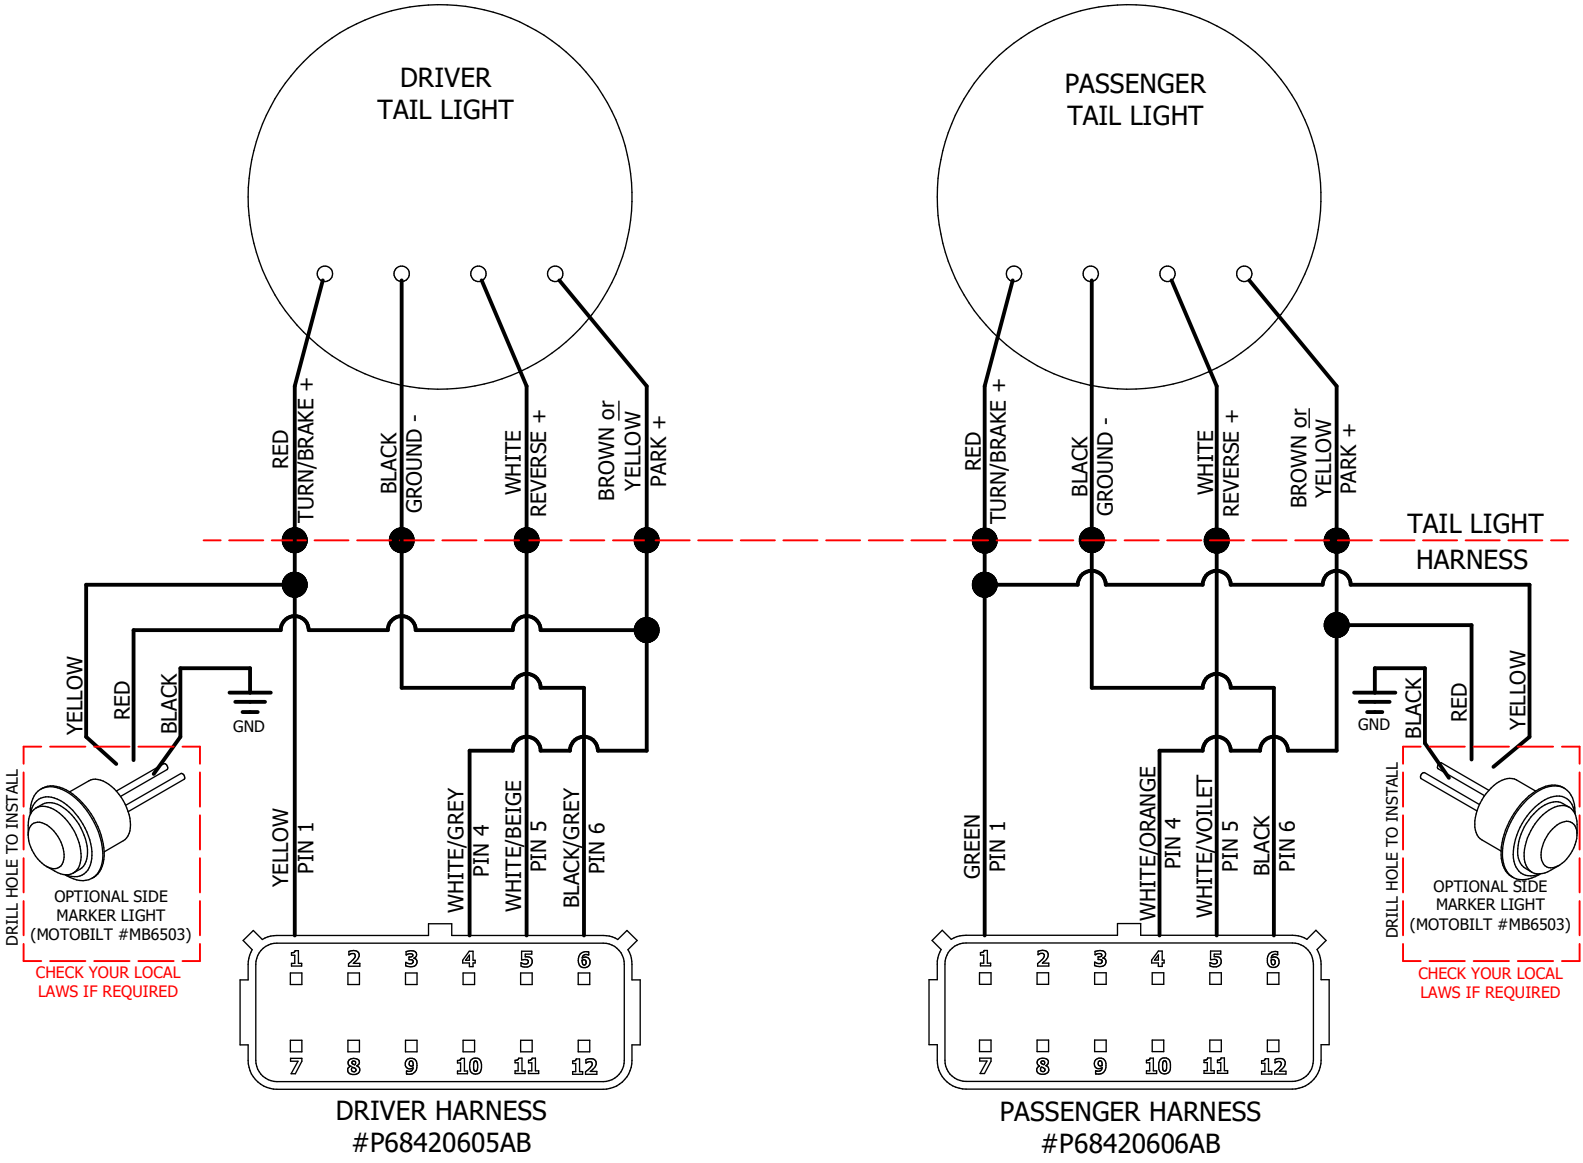 DRIVER
TAIL LIGHT
PASSENGER
TAIL LIGHT
RED
TURN/BRAKE +
BLACK
GROUND -
WHITE
REVERSE +
BROWN or
YELLOW
PARK +
RED
TURN/BRAKE +
BLACK
GROUND -
WHITE
REVERSE +
BROWN or
YELLOW
PARK +
TAIL LIGHT
HARNESS
YELLOW
RED
BLACK
GND
GND
BLACK
RED
YELLOW
DRILL HOLE TO INSTALL
OPTIONAL SIDE
MARKER LIGHT
(MOTOBILT #MB6503)
CHECK YOUR LOCAL
LAWS IF REQUIRED
YELLOW
PIN 1
WHITE/GREY
PIN 4
WHITE/BEIGE
PIN 5
BLACK/GREY
PIN 6
GREEN
PIN 1
WHITE/ORANGE
PIN 4
WHITE/VOILET
PIN 5
BLACK
PIN 6
DRILL HOLE TO INSTALL
OPTIONAL SIDE
MARKER LIGHT
(MOTOBILT #MB6503)
CHECK YOUR LOCAL
LAWS IF REQUIRED
1 2 3 4 5 6
7 8 9 10 11 12
DRIVER HARNESS
#P68420605AB
1 2 3 4 5 6
7 8 9 10 11 12
PASSENGER HARNESS
#P68420606AB